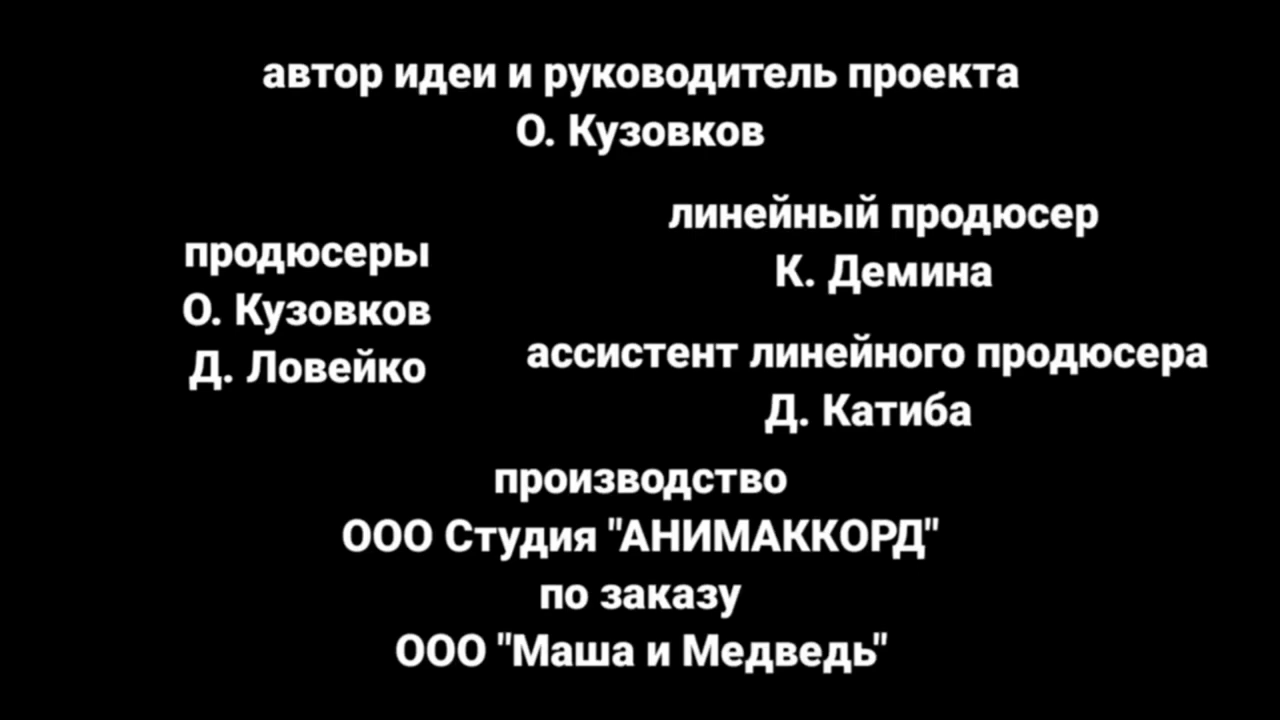 автор идеи и руководитель проекта
О. Кузовков
продюсеры
О. Кузовков
Д. Ловейко
линейный продюсер
К. Демина
ассистент линейного продюсера
Д. Катиба
производство
ООО Студия "АНИМАККОРД"
по заказу
ООО "Маша и Медведь"